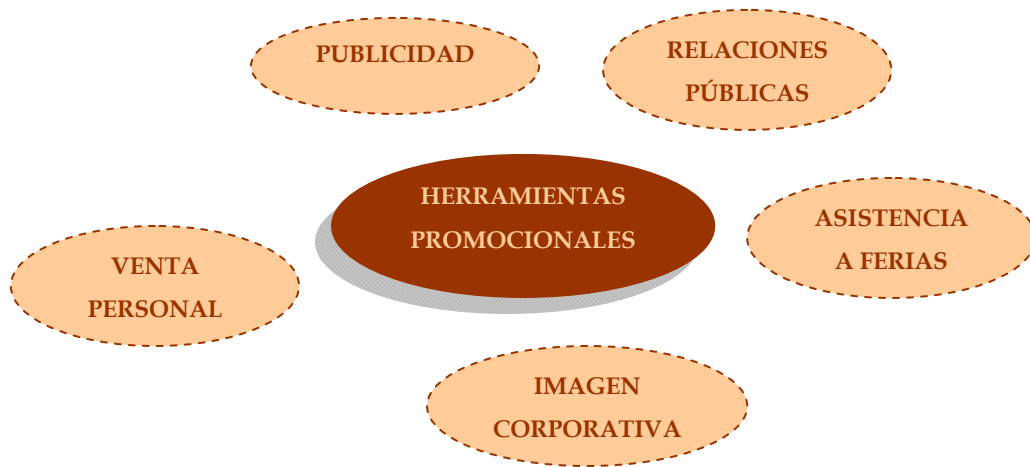 PUBLICIDAD
RELACIONES
PÚBLICAS
HERRAMIENTAS
PROMOCIONALES
ASISTENCIA
A FERIAS
VENTA
PERSONAL
IMAGEN
CORPORATIVA